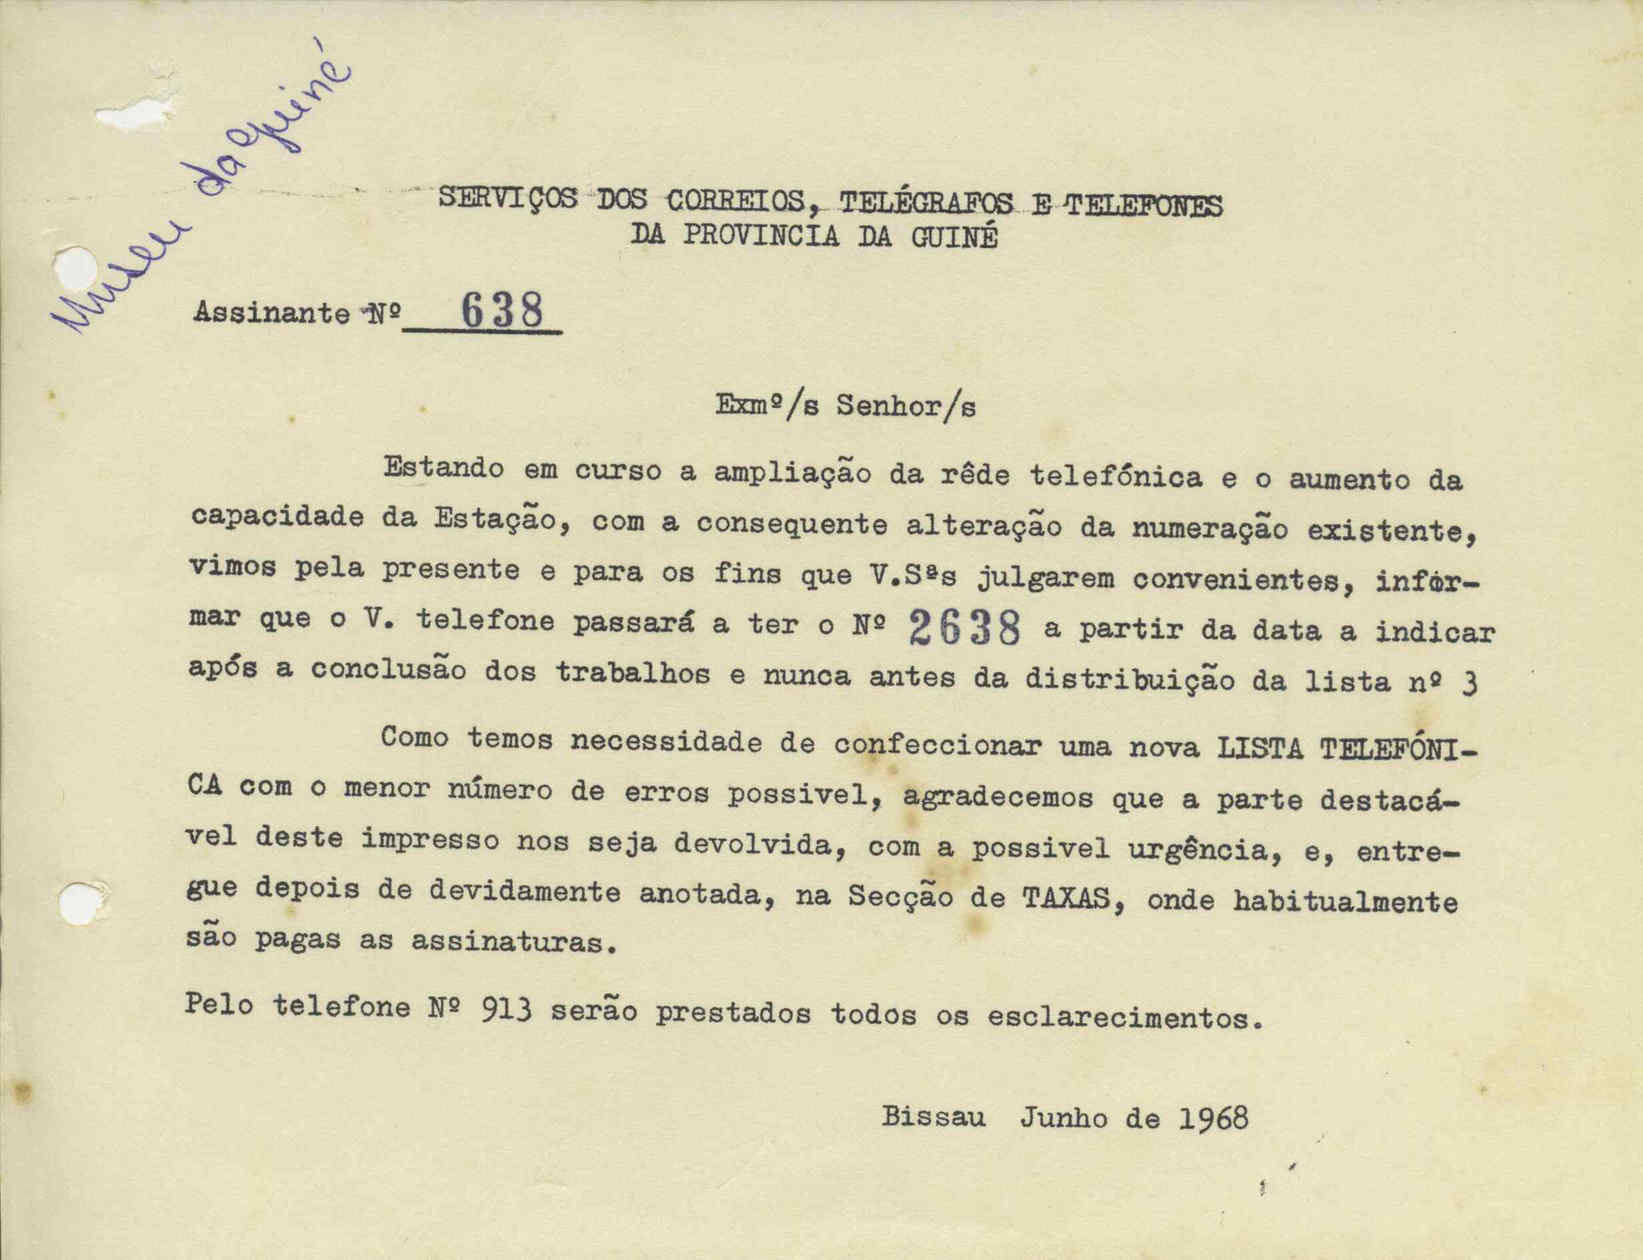 Museu da Guiné
SERVIÇOS DOS CORREIOS, TELÉGRAFOS E TELEFONES
DA PROVINCIA DA GUINÉ
Assinante Nº 638
Exmº/s Senhor/s
Estando em curso a ampliação da rêde telefónica e o aumento da
capacidade da Estação, com a consequente alteração da numeração existente,
vimos pela presente e para os fins que V.Sªs julgarem convenientes, infor-
mar que o V. telefone passará a ter o Nº 2638 a partir da data a indicar
após a conclusão dos trabalhos e nunca antes da distribuição da lista nº 3
Como temos necessidade de confeccionar uma nova LISTA TELEFÓNI-
CA com o menor número de erros possivel, agradecemos que a parte destacá-
vel deste impresso nos seja devolvida, com a possivel urgência, e, entre-
gue depois de devidamente anotada, na Secção de TAXAS, onde habitualmente
são pagas as assinaturas.
Pelo telefone Nº 913 serão prestados todos os esclarecimentos.
Bissau Junho de 1968